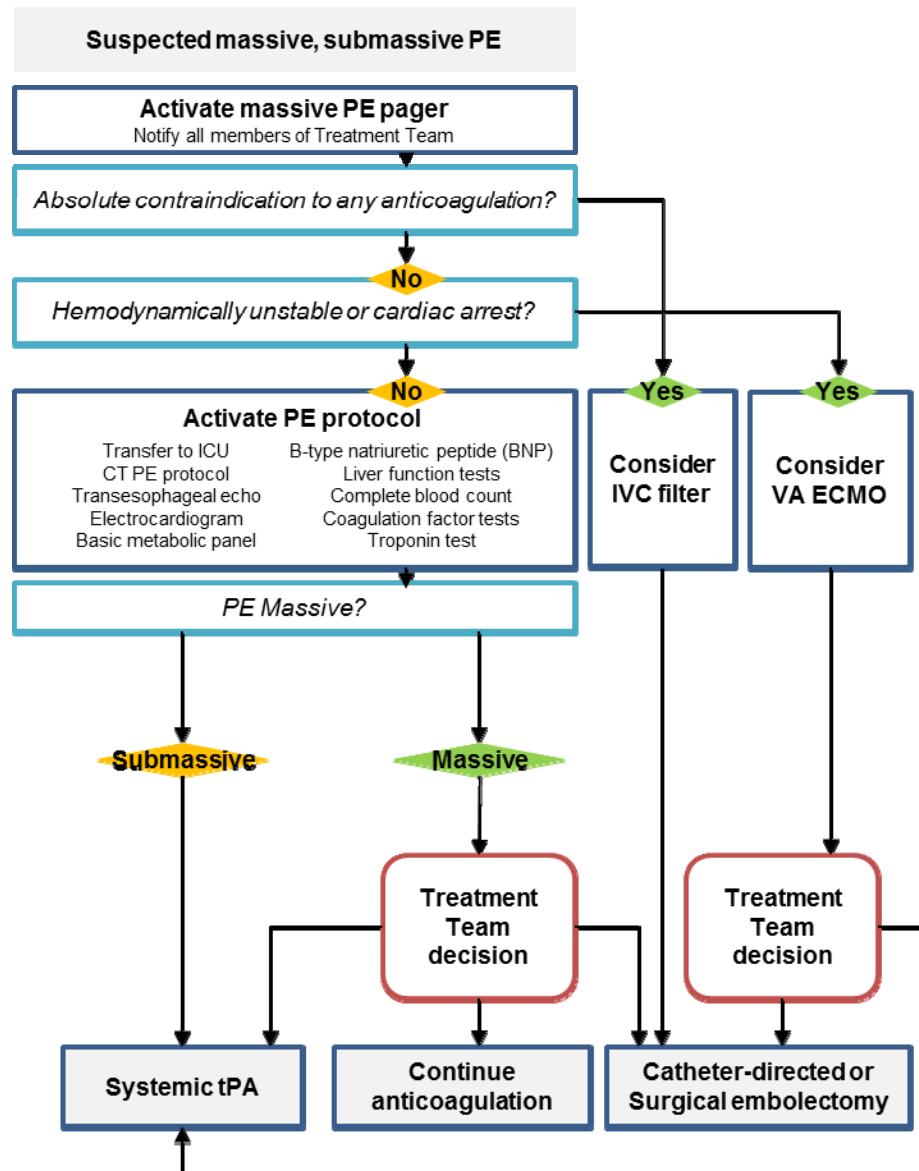 Suspected massive, submassive PE
Activate massive PE pager
Notify all members of Treatment Team
Absolute contraindication to any anticoagulation?
No
Hemodynamically unstable or cardiac arrest?
No
Activate PE protocol
Transfer to ICU
CT PE protocol
Transesophageal echo
Electrocardiogram
Basic metabolic panel
B-type natriuretic peptide (BNP)
Liver function tests
Complete blood count
Coagulation factor tests
Troponin test
Yes
Consider
IVC filter
Yes
Consider
VA ECMO
PE Massive?
Submassive
Massive
Treatment
Team
decision
Treatment
Team
decision
Systemic tPA
Continue
anticoagulation
Catheter-directed or
Surgical embolectomy